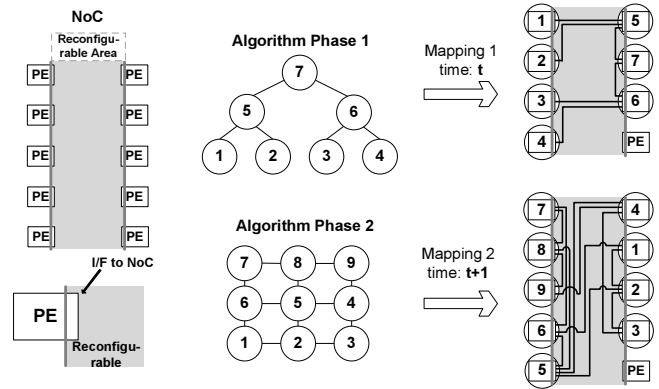 NoC
Reconfigu-
rable Area
PE PE
PE PE
PE PE
PE PE
PE PE
I/F to NoC
PE
Reconfigu-
rable
Algorithm Phase 1
7
5 6
1 2 3 4
Algorithm Phase 2
7 8 9
6 5 4
1 2 3
Mapping 1
time: t
Mapping 2
time: t+1
1 5
2 7
3 6
4 PE
7 4
8 1
9 2
6 3
5 PE